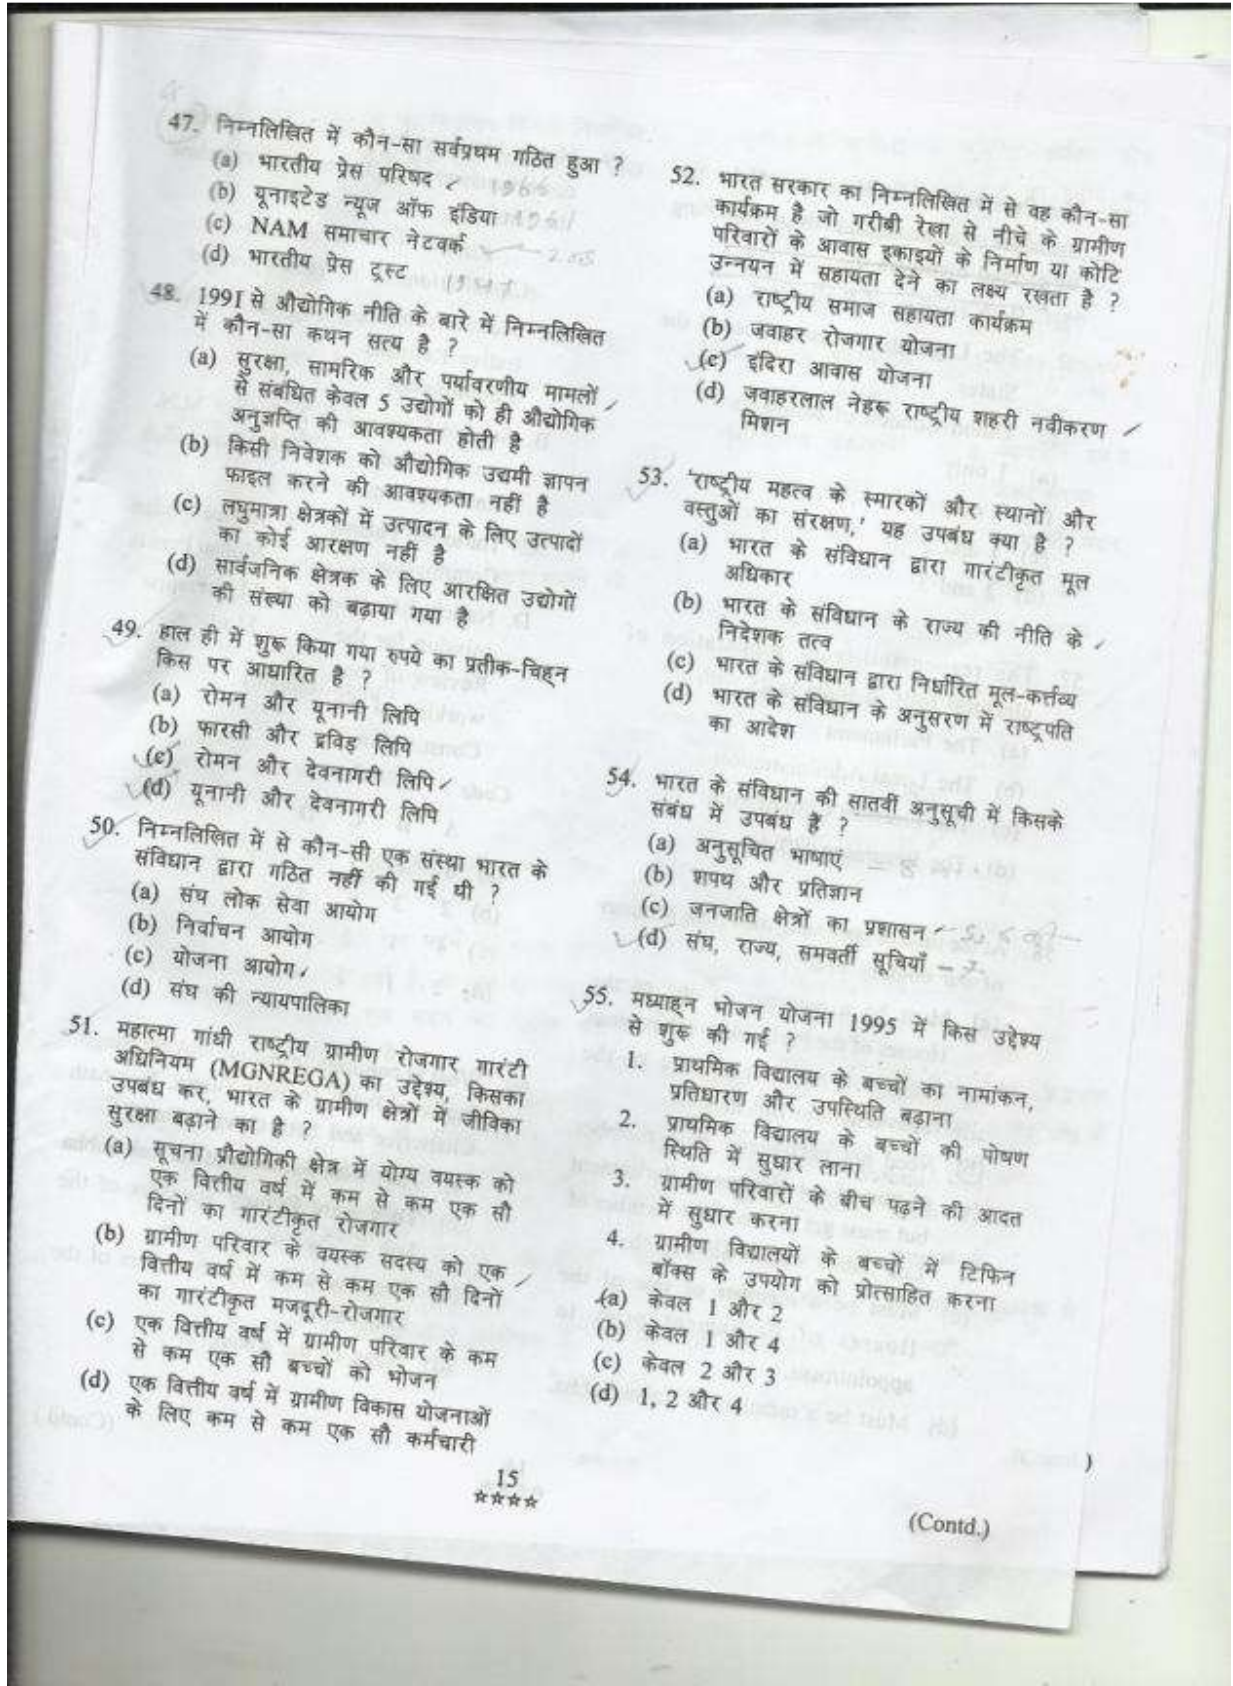 47. निम्नलिखित में कौन-सा सर्वप्रथम गठित हुआ ?
(a) भारतीय प्रेस परिषद
(b) यूनाइटेड न्यूज ऑफ इंडिया
(c) NAM समाचार नेटवर्क
(d) भारतीय प्रेस ट्रस्ट
48. 1991 से औद्योगिक नीति के बारे में निम्नलिखित
में कौन-सा कथन सत्य है ?
(a) सुरक्षा, सामरिक और पर्यावरणीय मामलों
से संबंधित केवल 5 उद्योगों को ही औद्योगिक
अनुज्ञप्ति की आवश्यकता होती है
(b) किसी निवेशक को औद्योगिक उद्यमी ज्ञापन
फाइल करने की आवश्यकता नहीं है
(c) लघुमात्रा क्षेत्रकों में उत्पादन के लिए उत्पादों
का कोई आरक्षण नहीं है
(d) सार्वजनिक क्षेत्रक के लिए आरक्षित उद्योगों
की संख्या को बढ़ाया गया है
49. हाल ही में शुरू किया गया रुपये का प्रतीक-चिह्न
किस पर आधारित है ?
(a) रोमन और यूनानी लिपि
(b) फारसी और द्रविड़ लिपि
(c) रोमन और देवनागरी लिपि
(d) यूनानी और देवनागरी लिपि
50. निम्नलिखित में से कौन-सी एक संस्था भारत के
संविधान द्वारा गठित नहीं की गई थी ?
(a) संघ लोक सेवा आयोग
(b) निर्वाचन आयोग
(c) योजना आयोग
(d) संघ की न्यायपालिका
51. महात्मा गांधी राष्ट्रीय ग्रामीण रोजगार गारंटी
अधिनियम (MGNREGA) का उद्देश्य, किसका
उपबंध कर, भारत के ग्रामीण क्षेत्रों में जीविका
सुरक्षा बढ़ाने का है ?
(a) सूचना प्रौद्योगिकी क्षेत्र में योग्य वयस्क को
एक वित्तीय वर्ष में कम से कम एक सौ
दिनों का गारंटीकृत रोजगार
(b) ग्रामीण परिवार के वयस्क सदस्य को एक
वित्तीय वर्ष में कम से कम एक सौ दिनों
का गारंटीकृत मजदूरी-रोजगार
(c) एक वित्तीय वर्ष में ग्रामीण परिवार के कम
से कम एक सौ बच्चों को भोजन
(d) एक वित्तीय वर्ष में ग्रामीण विकास योजनाओं
के लिए कम से कम एक सौ कर्मचारी
52. भारत सरकार का निम्नलिखित में से वह कौन-सा
कार्यक्रम है जो गरीबी रेखा से नीचे के ग्रामीण
परिवारों के आवास इकाइयों के निर्माण या कोटि
उन्नयन में सहायता देने का लक्ष्य रखता है ?
(a) राष्ट्रीय समाज सहायता कार्यक्रम
(b) जवाहर रोजगार योजना
(c) इंदिरा आवास योजना
(d) जवाहरलाल नेहरू राष्ट्रीय शहरी नवीकरण
मिशन
53. 'राष्ट्रीय महत्व के स्मारकों और स्थानों और
वस्तुओं का संरक्षण,' यह उपबंध क्या है ?
(a) भारत के संविधान द्वारा गारंटीकृत मूल
अधिकार
(b) भारत के संविधान के राज्य की नीति के
निदेशक तत्व
(c) भारत के संविधान द्वारा निर्धारित मूल-कर्त्तव्य
(d) भारत के संविधान के अनुसरण में राष्ट्रपति
का आदेश
54. भारत के संविधान की सातवीं अनुसूची में किसके
संबंध में उपबंध हैं ?
(a) अनुसूचित भाषाएं – 8
(b) शपथ और प्रतिज्ञान
(c) जनजाति क्षेत्रों का प्रशासन
(d) संघ, राज्य, समवर्ती सूचियाँ – 7
55. मध्याह्न भोजन योजना 1995 में किस उद्देश्य
से शुरू की गई ?
1. प्राथमिक विद्यालय के बच्चों का नामांकन,
प्रतिधारण और उपस्थिति बढ़ाना
2. प्राथमिक विद्यालय के बच्चों की पोषण
स्थिति में सुधार लाना
3. ग्रामीण परिवारों के बीच पढ़ने की आदत
में सुधार करना
4. ग्रामीण विद्यालयों के बच्चों में टिफिन
बॉक्स के उपयोग को प्रोत्साहित करना
(a) केवल 1 और 2
(b) केवल 1 और 4
(c) केवल 2 और 3
(d) 1, 2 और 4
15
(Contd.)